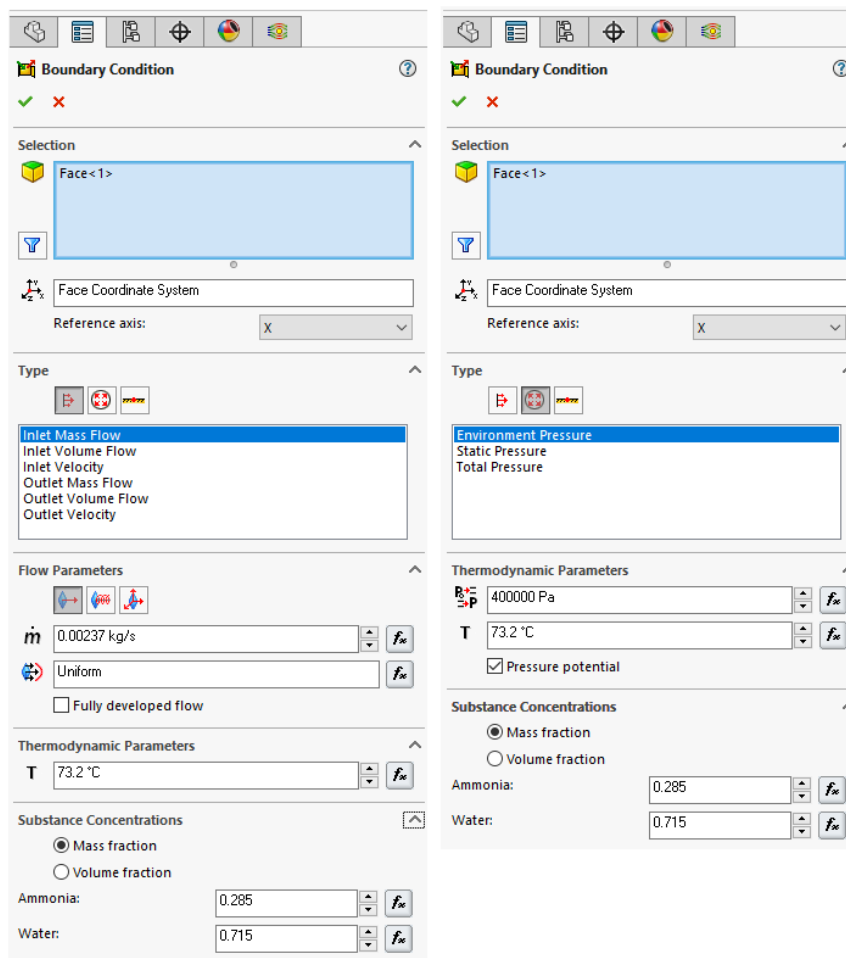 Boundary Condition
Selection
Face<1>
Face Coordinate System
Reference axis:
X
Type
Inlet Mass Flow
Inlet Volume Flow
Inlet Velocity
Outlet Mass Flow
Outlet Volume Flow
Outlet Velocity
Flow Parameters
ṁ 0.00237 kg/s
Uniform
Fully developed flow
Thermodynamic Parameters
T 73.2 °C
Substance Concentrations
Mass fraction
Volume fraction
Ammonia: 0.285
Water: 0.715
Boundary Condition
Selection
Face<1>
Face Coordinate System
Reference axis:
X
Type
Environment Pressure
Static Pressure
Total Pressure
Thermodynamic Parameters
400000 Pa
T 73.2 °C
Pressure potential
Substance Concentrations
Mass fraction
Volume fraction
Ammonia: 0.285
Water: 0.715